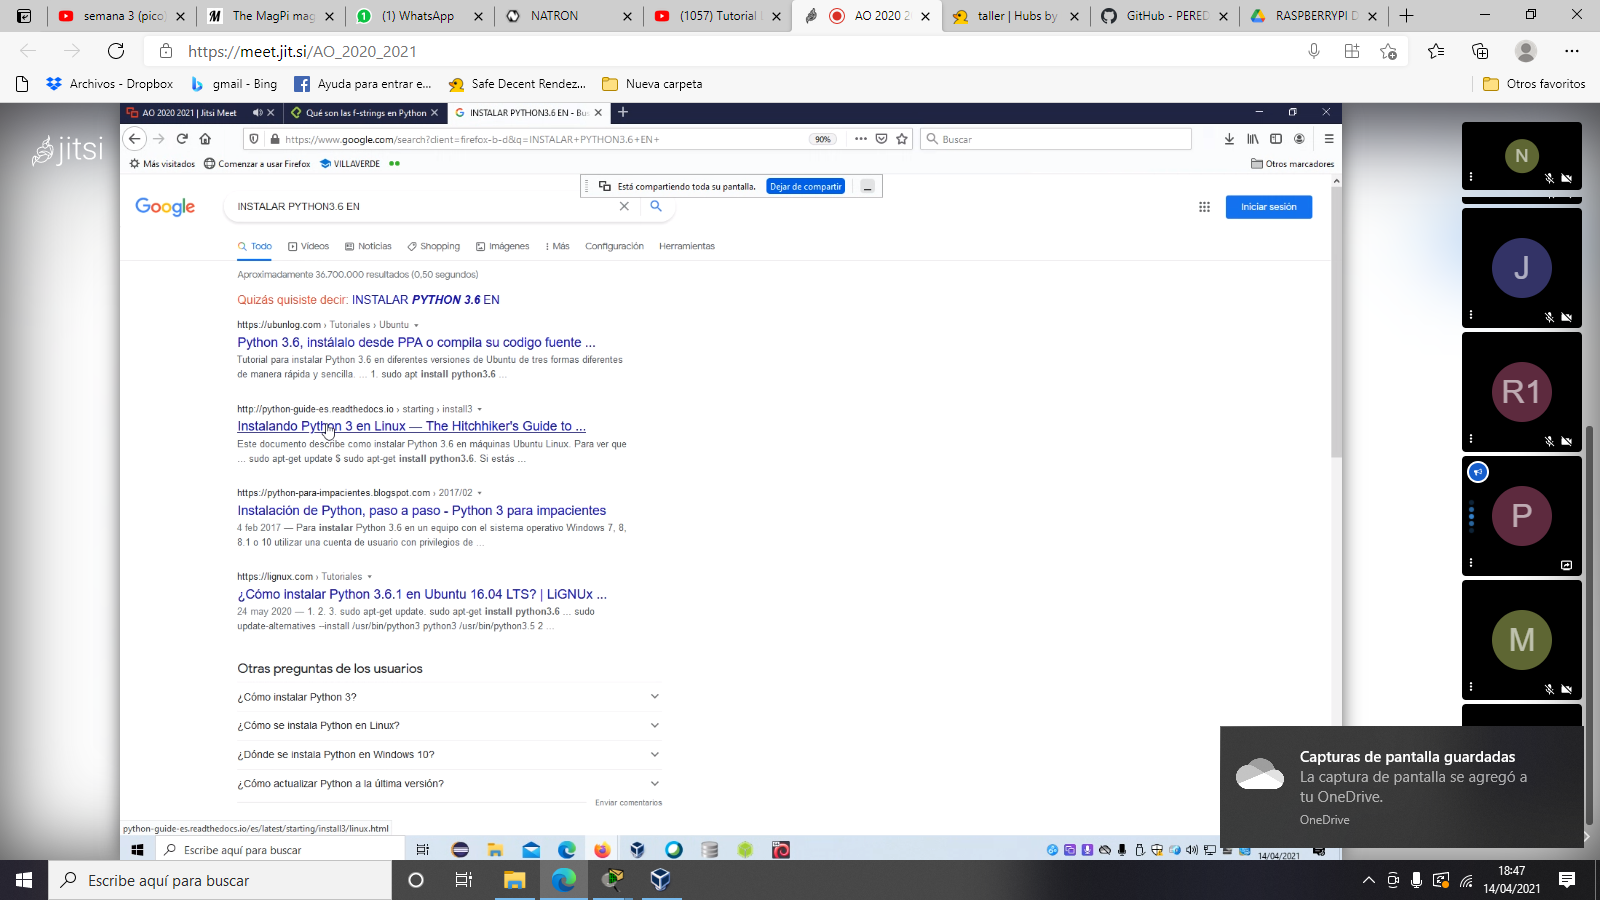 semana 3 (pico)
The MagPi mag
(1) WhatsApp
NATRON
(1057) Tutorial
AO 2020 2
taller | Hubs by
GitHub - PERED
RASPBERRYPI D
https://meet.jit.si/AO_2020_2021
Archivos - Dropbox
gmail - Bing
Ayuda para entrar e...
Safe Decent Rendez...
Nueva carpeta
Otros favoritos
jitsi
AO 2020 2021 | Jitsi Meet
Qué son las f-strings en Python
INSTALAR PYTHON3.6 EN - Bus
https://www.google.com/search?client=firefox-b-d&q=INSTALAR+PYTHON3.6+EN+
90%
Buscar
Más visitados
Comenzar a usar Firefox
VILLAVERDE
Otros marcadores
Está compartiendo toda su pantalla.
Dejar de compartir
Google
INSTALAR PYTHON3.6 EN
Iniciar sesión
Todo
Vídeos
Noticias
Shopping
Imágenes
Más
Configuración
Herramientas
Aproximadamente 36.700.000 resultados (0,50 segundos)
Quizás quisiste decir: INSTALAR PYTHON 3.6 EN
https://ubunlog.com › Tutoriales › Ubuntu
Python 3.6, instálalo desde PPA o compila su codigo fuente ...
Tutorial para instalar Python 3.6 en diferentes versiones de Ubuntu de tres formas diferentes
de manera rápida y sencilla. ... 1. sudo apt install python3.6 ...
http://python-guide-es.readthedocs.io › starting › install3
Instalando Python 3 en Linux — The Hitchhiker's Guide to ...
Este documento describe como instalar Python 3.6 en máquinas Ubuntu Linux. Para ver que
... sudo apt-get update $ sudo apt-get install python3.6. Si estás ...
https://python-para-impacientes.blogspot.com › 2017/02
Instalación de Python, paso a paso - Python 3 para impacientes
4 feb 2017 — Para instalar Python 3.6 en un equipo con el sistema operativo Windows 7, 8,
8.1 o 10 utilizar una cuenta de usuario con privilegios de ...
https://lignux.com › Tutoriales
¿Cómo instalar Python 3.6.1 en Ubuntu 16.04 LTS? | LiGNUx ...
24 may 2020 — 1. 2. 3. sudo apt-get update. sudo apt-get install python3.6 ... sudo
update-alternatives --install /usr/bin/python3 python3 /usr/bin/python3.5 2 ...
Otras preguntas de los usuarios
¿Cómo instalar Python 3?
¿Cómo se instala Python en Linux?
¿Dónde se instala Python en Windows 10?
¿Cómo actualizar Python a la última versión?
Enviar comentarios
python-guide-es.readthedocs.io/es/latest/starting/install3/linux.html
Escribe aquí para buscar
14/04/2021
N
J
R1
P
M
Capturas de pantalla guardadas
La captura de pantalla se agregó a
tu OneDrive.
OneDrive
Escribe aquí para buscar
18:47
14/04/2021